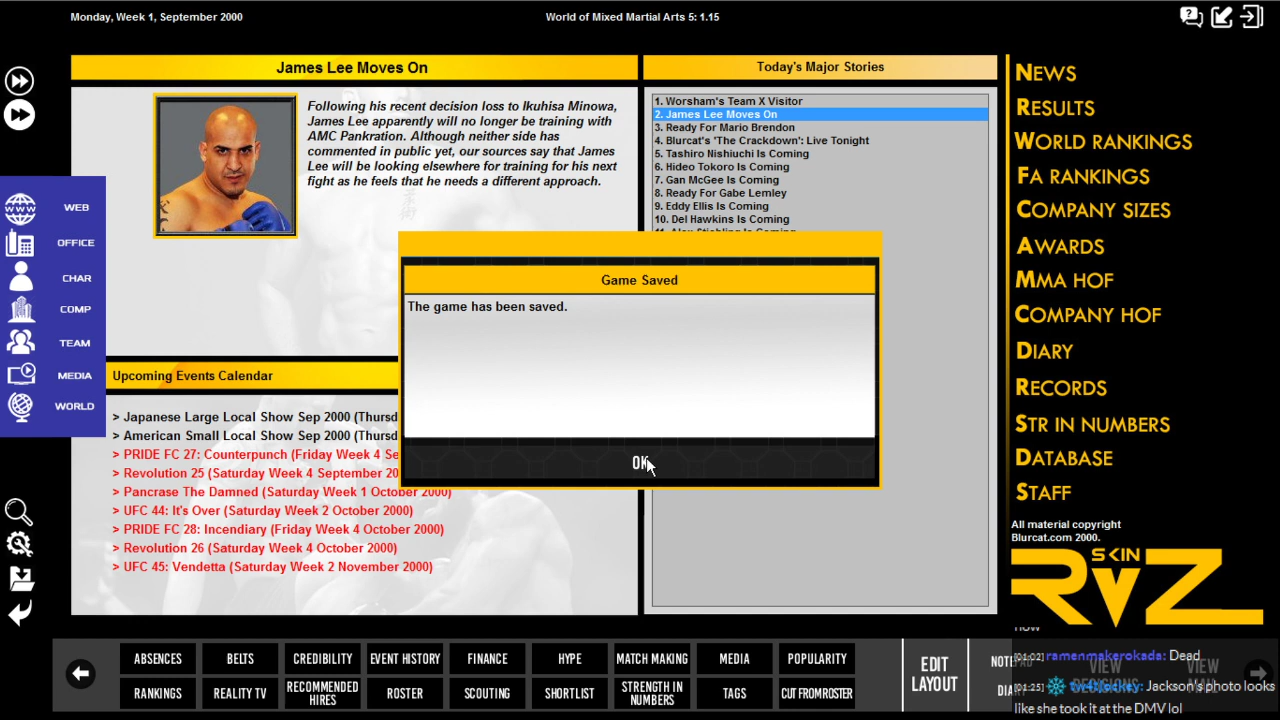 Monday, Week 1, September 2000
World of Mixed Martial Arts 5: 1.15
James Lee Moves On
Following his recent decision loss to Ikuhisa Minowa,
James Lee apparently will no longer be training with
AMC Pankration. Although neither side has
commented in public yet, our sources say that James
Lee will be looking elsewhere for training for his next
fight as he feels that he needs a different approach.
Today's Major Stories
1. Worsham's Team X Visitor
2. James Lee Moves On
3. Ready For Mario Brendon
4. Blurcat's 'The Crackdown': Live Tonight
5. Tashiro Nishiuchi Is Coming
6. Hideo Tokoro Is Coming
7. Gan McGee Is Coming
8. Ready For Gabe Lemley
9. Eddy Ellis Is Coming
10. Del Hawkins Is Coming
11. Alex Stiebling Is Coming
NEWS
RESULTS
WORLD RANKINGS
FA RANKINGS
COMPANY SIZES
AWARDS
MMA HOF
COMPANY HOF
DIARY
RECORDS
STR IN NUMBERS
DATABASE
STAFF
All material copyright
Blurcat.com 2000.
SKIN
RVZ
WWW
WEB
OFFICE
CHAR
COMP
TEAM
MEDIA
WORLD
Game Saved
The game has been saved.
OK
Upcoming Events Calendar
> Japanese Large Local Show Sep 2000 (Thursd
> American Small Local Show Sep 2000 (Thursd
> PRIDE FC 27: Counterpunch (Friday Week 4 Se
> Revolution 25 (Saturday Week 4 September 20
> Pancrase The Damned (Saturday Week 1 October 2000)
> UFC 44: It's Over (Saturday Week 2 October 2000)
> PRIDE FC 28: Incendiary (Friday Week 4 October 2000)
> Revolution 26 (Saturday Week 4 October 2000)
> UFC 45: Vendetta (Saturday Week 2 November 2000)
ABSENCES
BELTS
CREDIBILITY
EVENT HISTORY
FINANCE
HYPE
MATCH MAKING
MEDIA
POPULARITY
RANKINGS
REALITY TV
RECOMMENDED
HIRES
ROSTER
SCOUTING
SHORTLIST
STRENGTH IN
NUMBERS
TAGS
CUT FROM ROSTER
EDIT
LAYOUT
NOTEPAD
VIEW
VIEW
[01:02] ramenmakerokada: Dead
[01:25] Jackson's photo looks
like she took it at the DMV lol